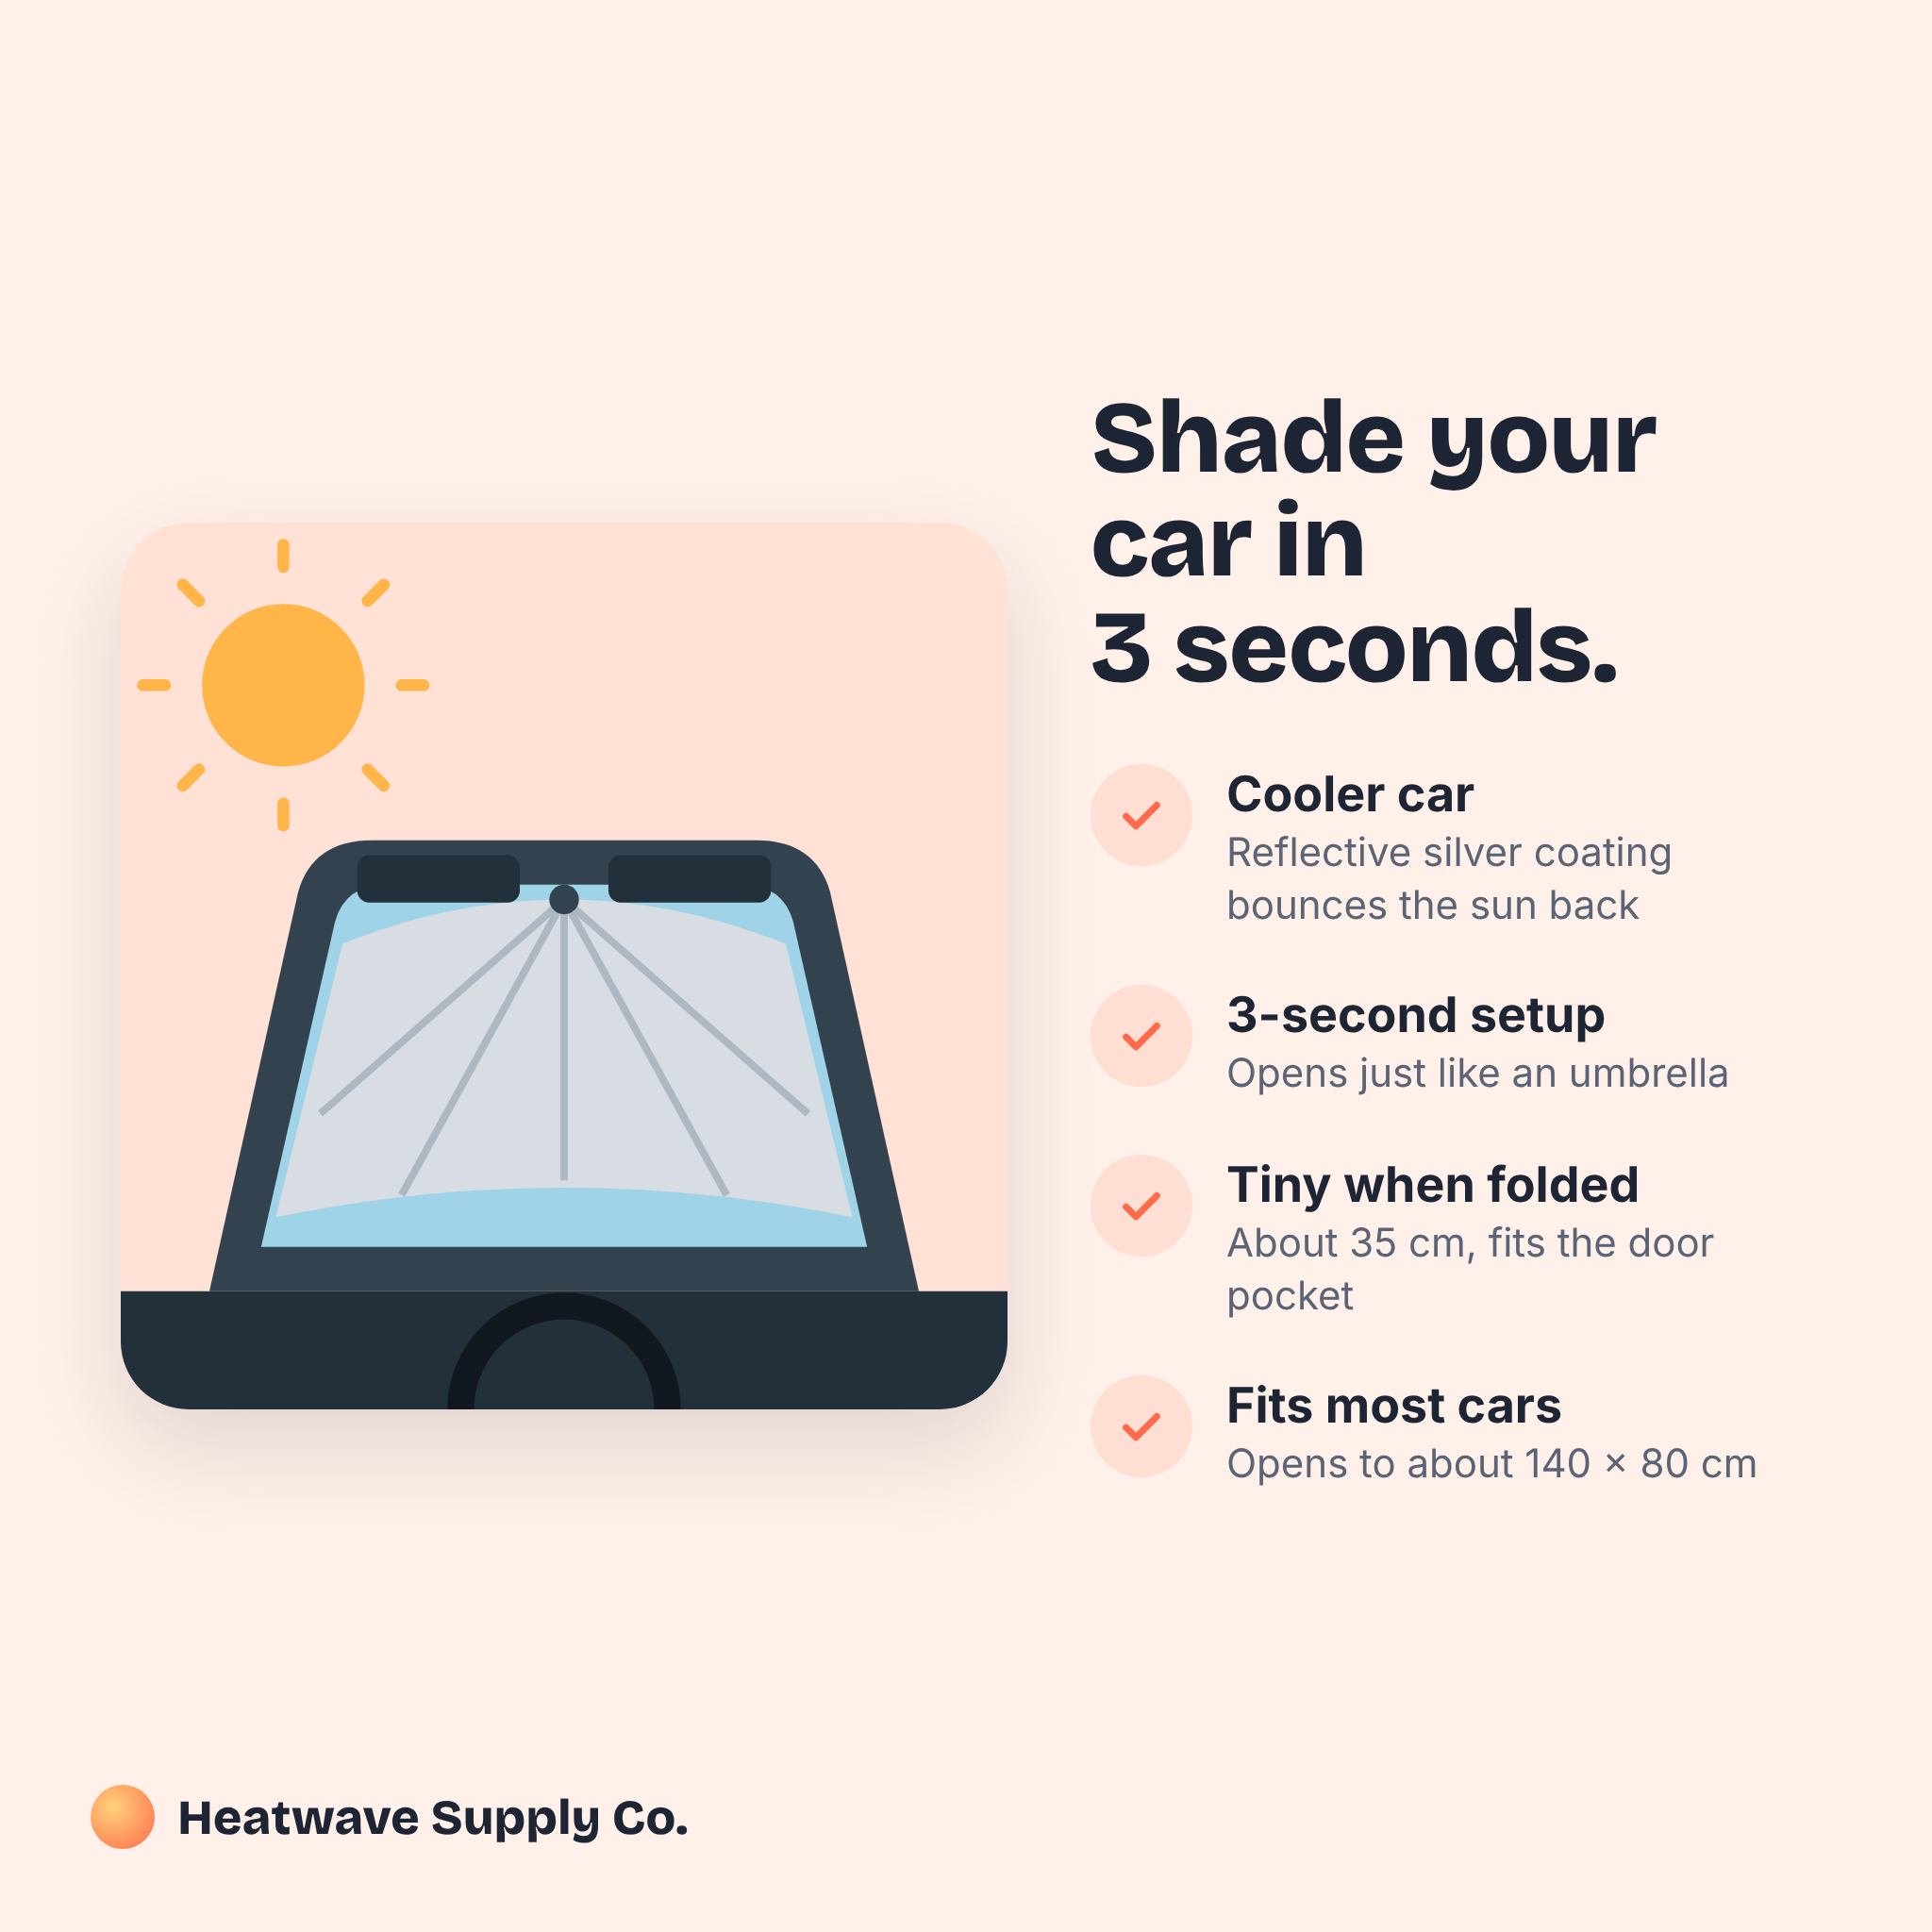 Shade your
car in
3 seconds.
Cooler car
Reflective silver coating
bounces the sun back
3-second setup
Opens just like an umbrella
Tiny when folded
About 35 cm, fits the door
pocket
Fits most cars
Opens to about 140 × 80 cm
Heatwave Supply Co.